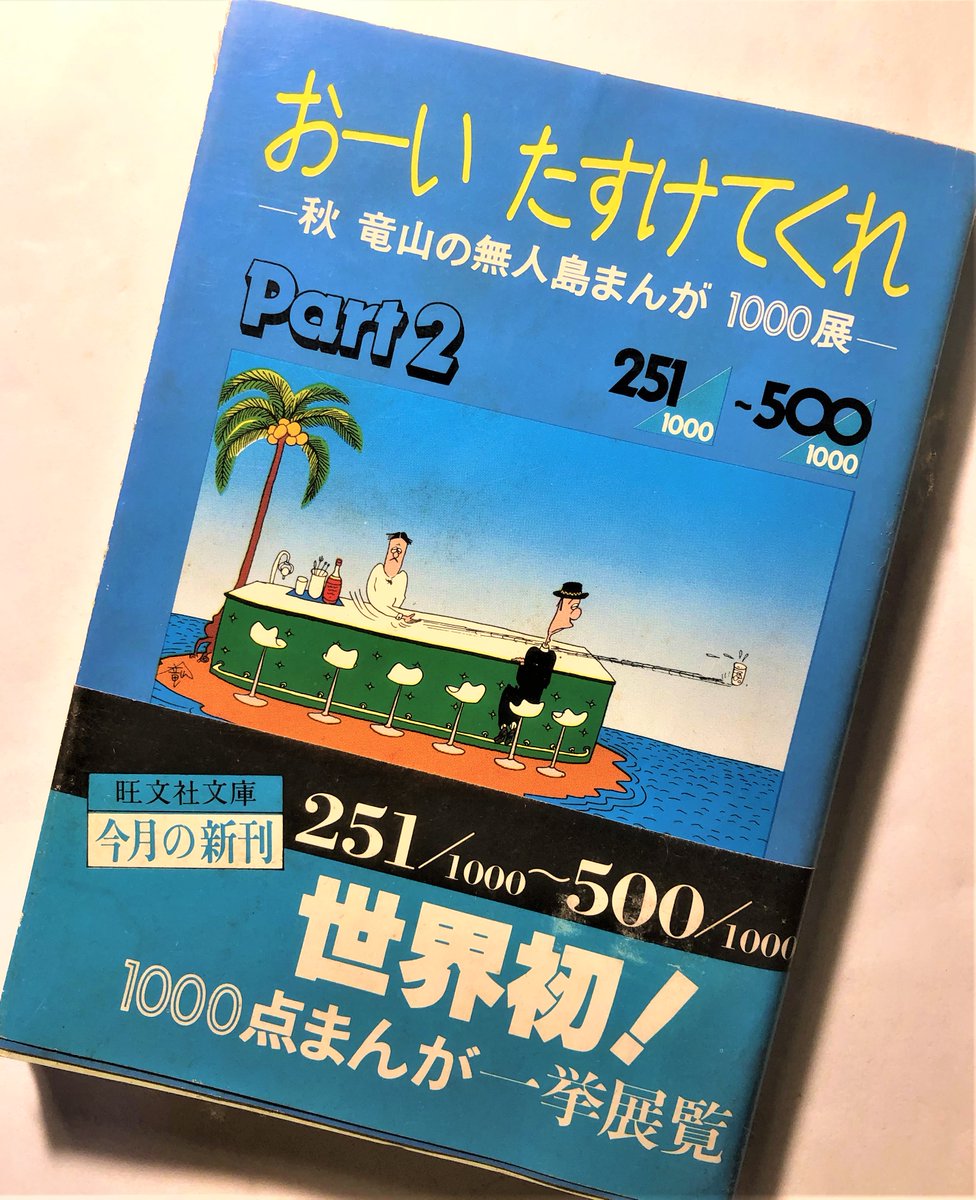 おーい たすけてくれ
―秋 竜山の無人島まんが 1000展―
Part 2
251/1000 ~500/1000
竜山
旺文社文庫
今月の新刊
251/1000~500/1000
世界初!
1000点まんが一挙展覧